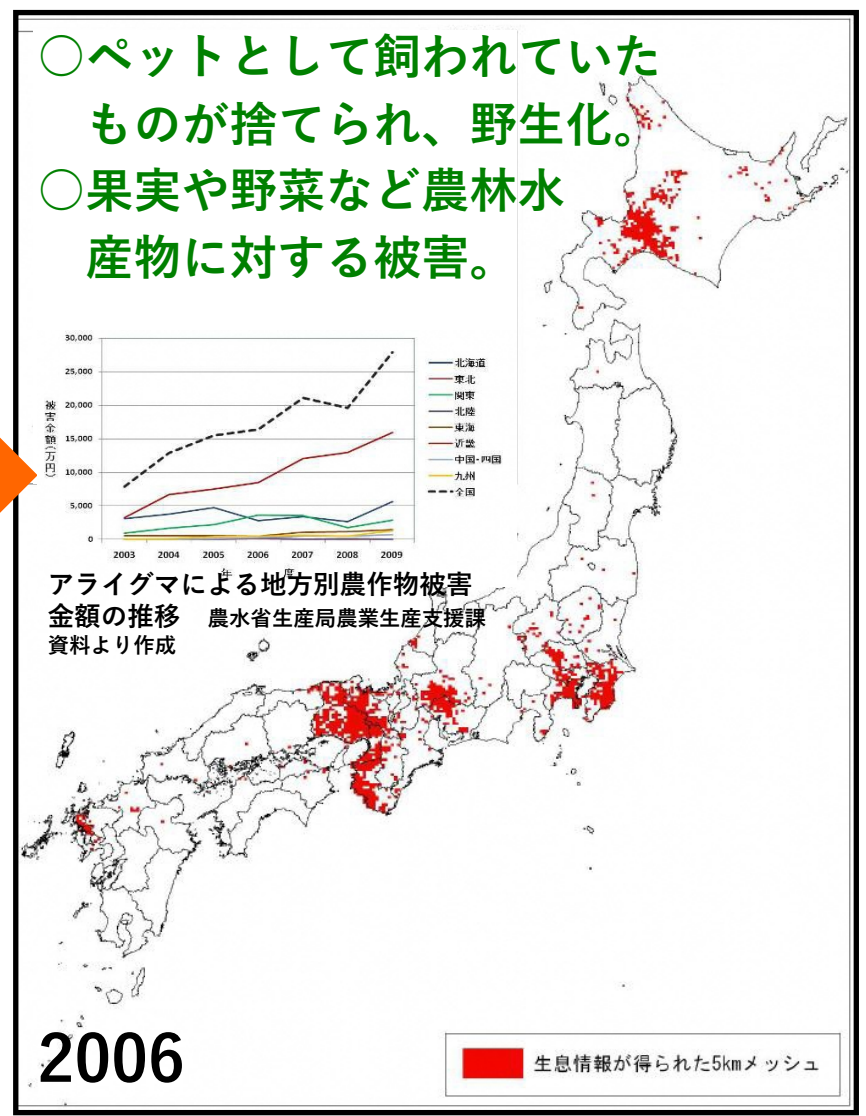 ○ペットとして飼われていた
ものが捨てられ、野生化。
○果実や野菜など農林水
産物に対する被害。
30,000
25,000
20,000
15,000
10,000
5,000
0
被害金額(万円)
2003 2004 2005 2006 2007 2008 2009
年 度
北海道
東北
関東
北陸
東海
近畿
中国・四国
九州
全国
アライグマによる地方別農作物被害
金額の推移 農水省生産局農業生産支援課
資料より作成
2006
生息情報が得られた5kmメッシュ